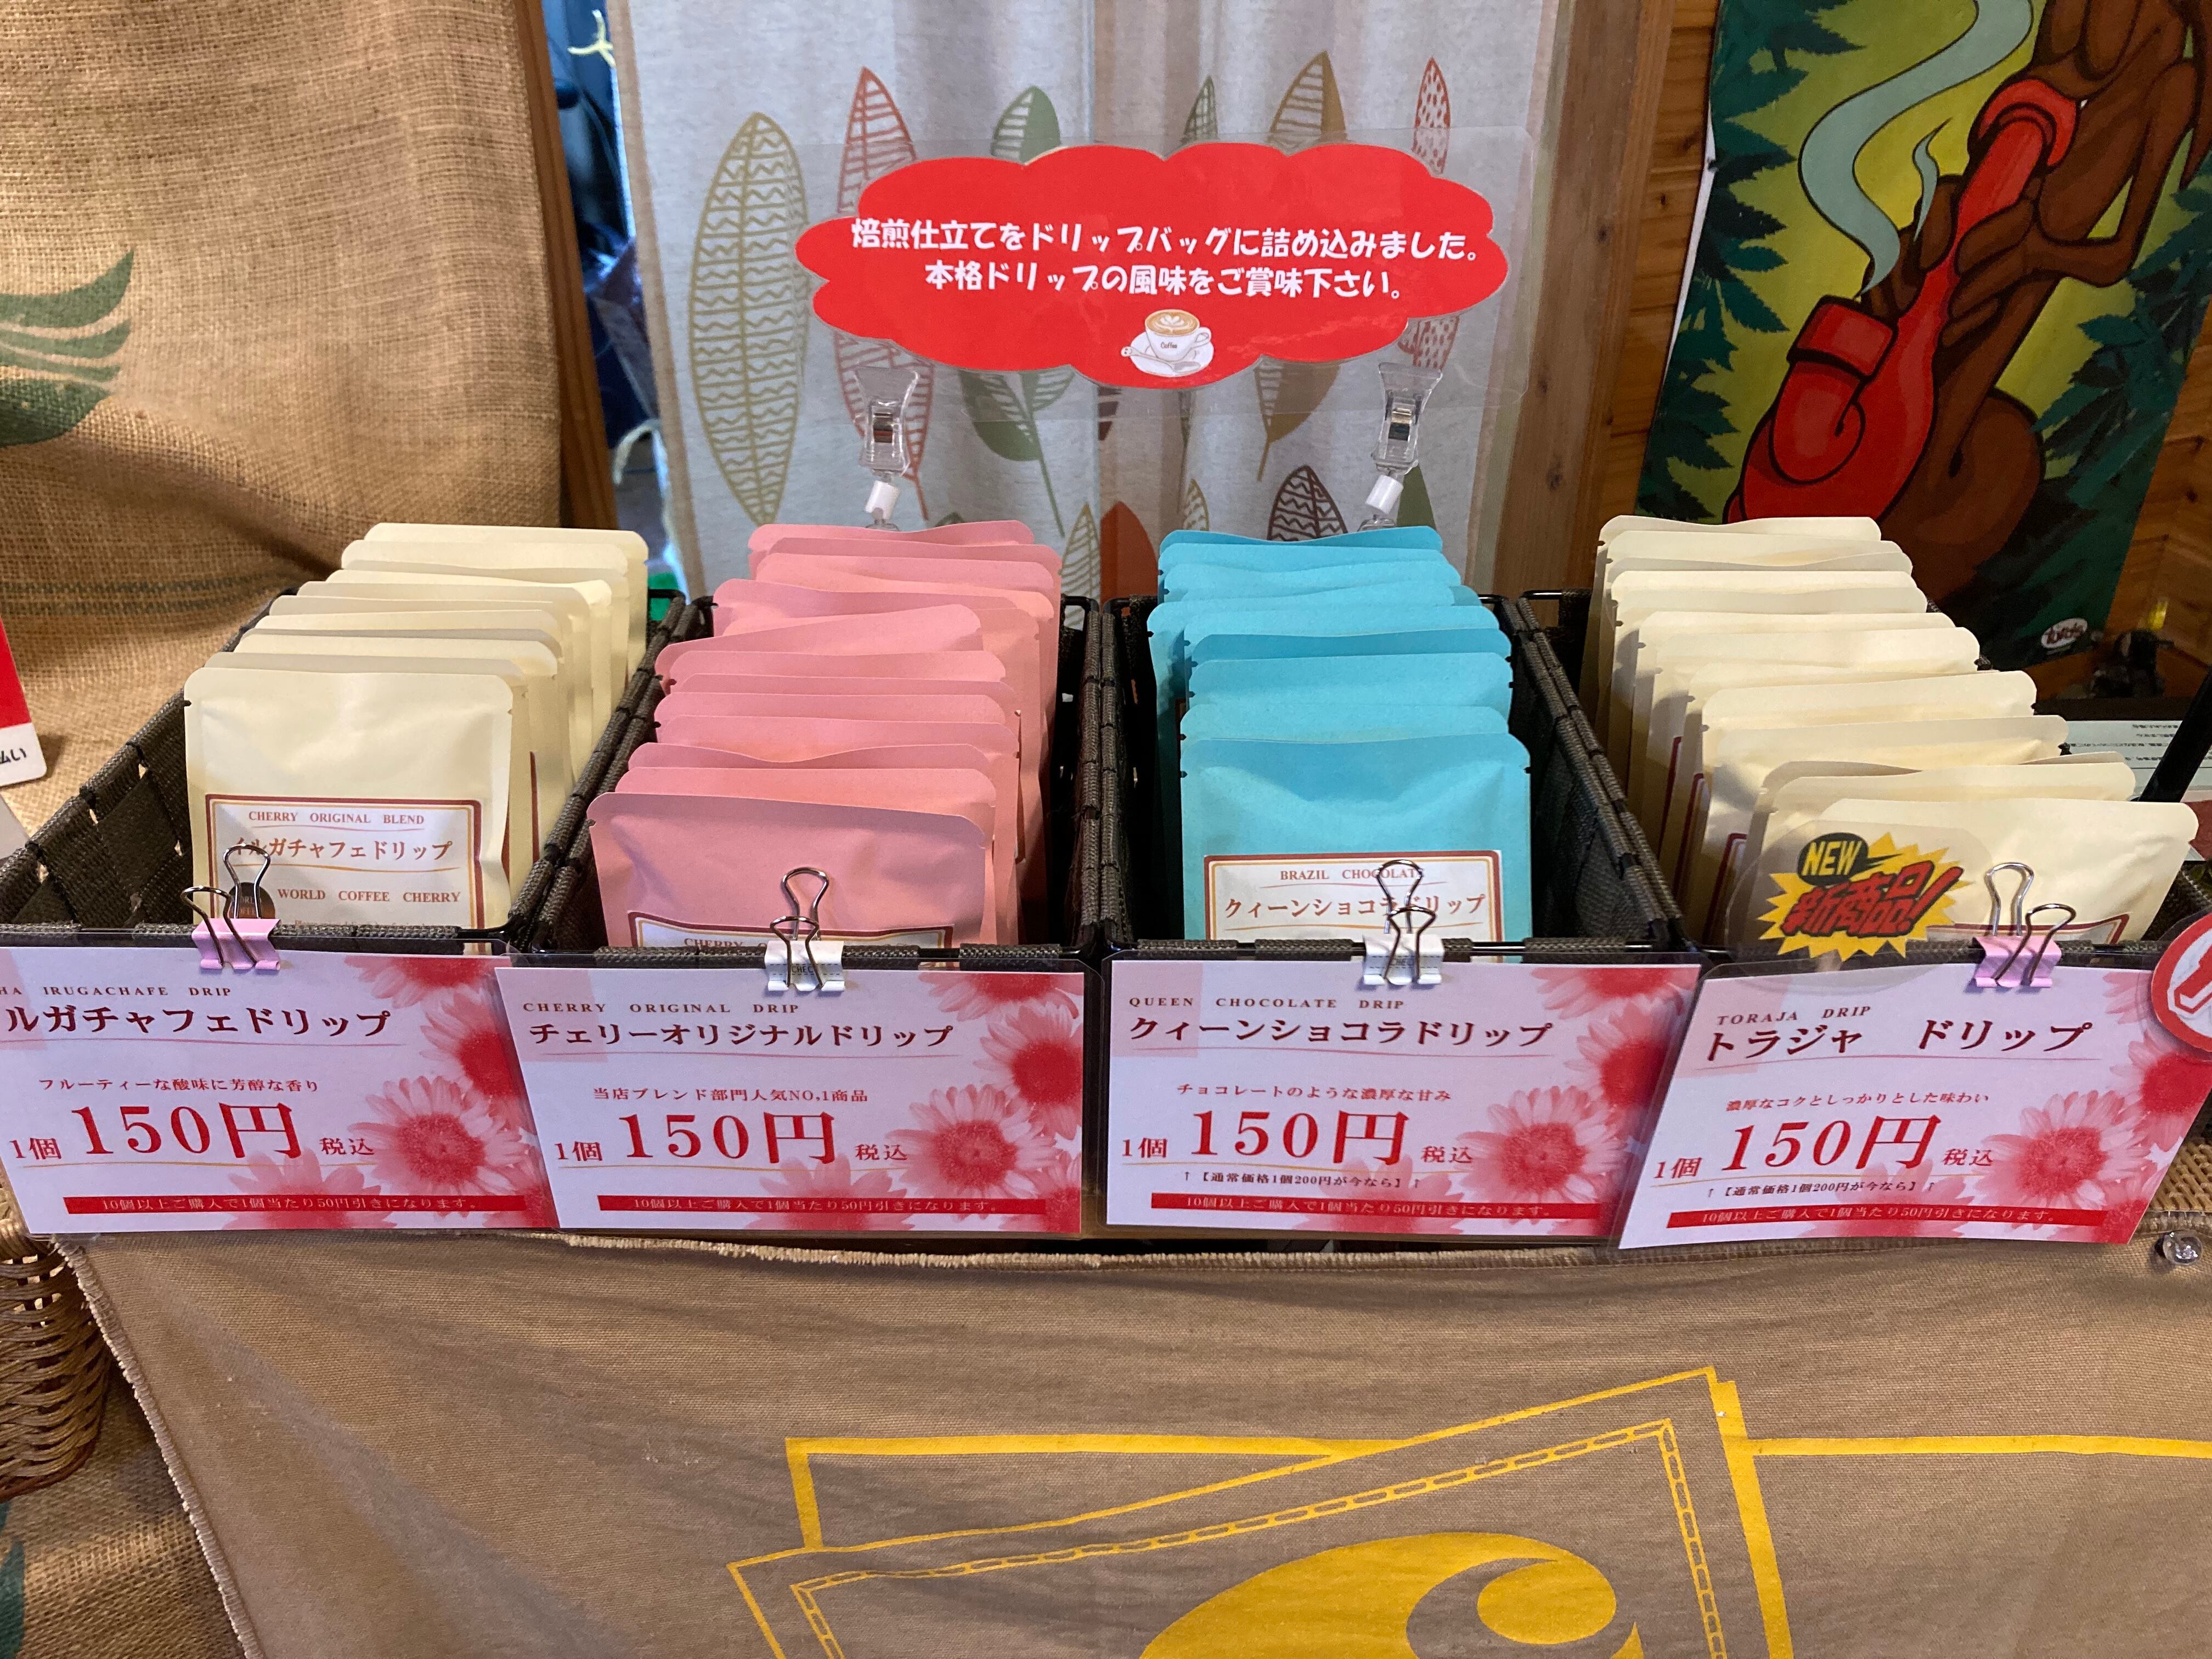 焙煎仕立てをドリップバッグに詰め込みました。
本格ドリップの風味をご賞味下さい。
Coffee
払い
CHERRY ORIGINAL BLEND
イルガチャフェドリップ
WORLD COFFEE CHERRY
CHERRY
BRAZIL CHOCOLATE
クィーンショコラドリップ
NEW
新商品!
HA IRUGACHAFE DRIP
ルガチャフェドリップ
フルーティーな酸味に芳醇な香り
1個 150円 税込
10個以上ご購入で1個当たり50円引きになります。
CHERRY ORIGINAL DRIP
チェリーオリジナルドリップ
当店ブレンド部門人気NO.1商品
1個 150円 税込
10個以上ご購入で1個当たり50円引きになります。
QUEEN CHOCOLATE DRIP
クィーンショコラドリップ
チョコレートのような濃厚な甘み
1個 150円 税込
↑【通常価格1個200円が今なら】↑
10個以上ご購入で1個当たり50円引きになります。
TORAJA DRIP
トラジャ ドリップ
濃厚なコクとしっかりとした味わい
1個 150円 税込
↑【通常価格1個200円が今なら】↑
10個以上ご購入で1個当たり50円引きになります。